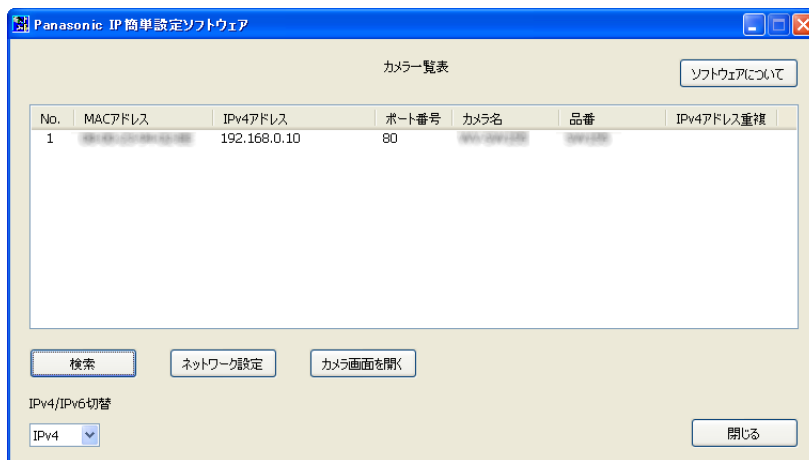 Panasonic IP簡単設定ソフトウェア
カメラ一覧表
ソフトウェアについて
No. MACアドレス IPv4アドレス ポート番号 カメラ名 品番 IPv4アドレス重複
1 192.168.0.10 80
検索 ネットワーク設定 カメラ画面を開く
IPv4/IPv6切替
IPv4
閉じる